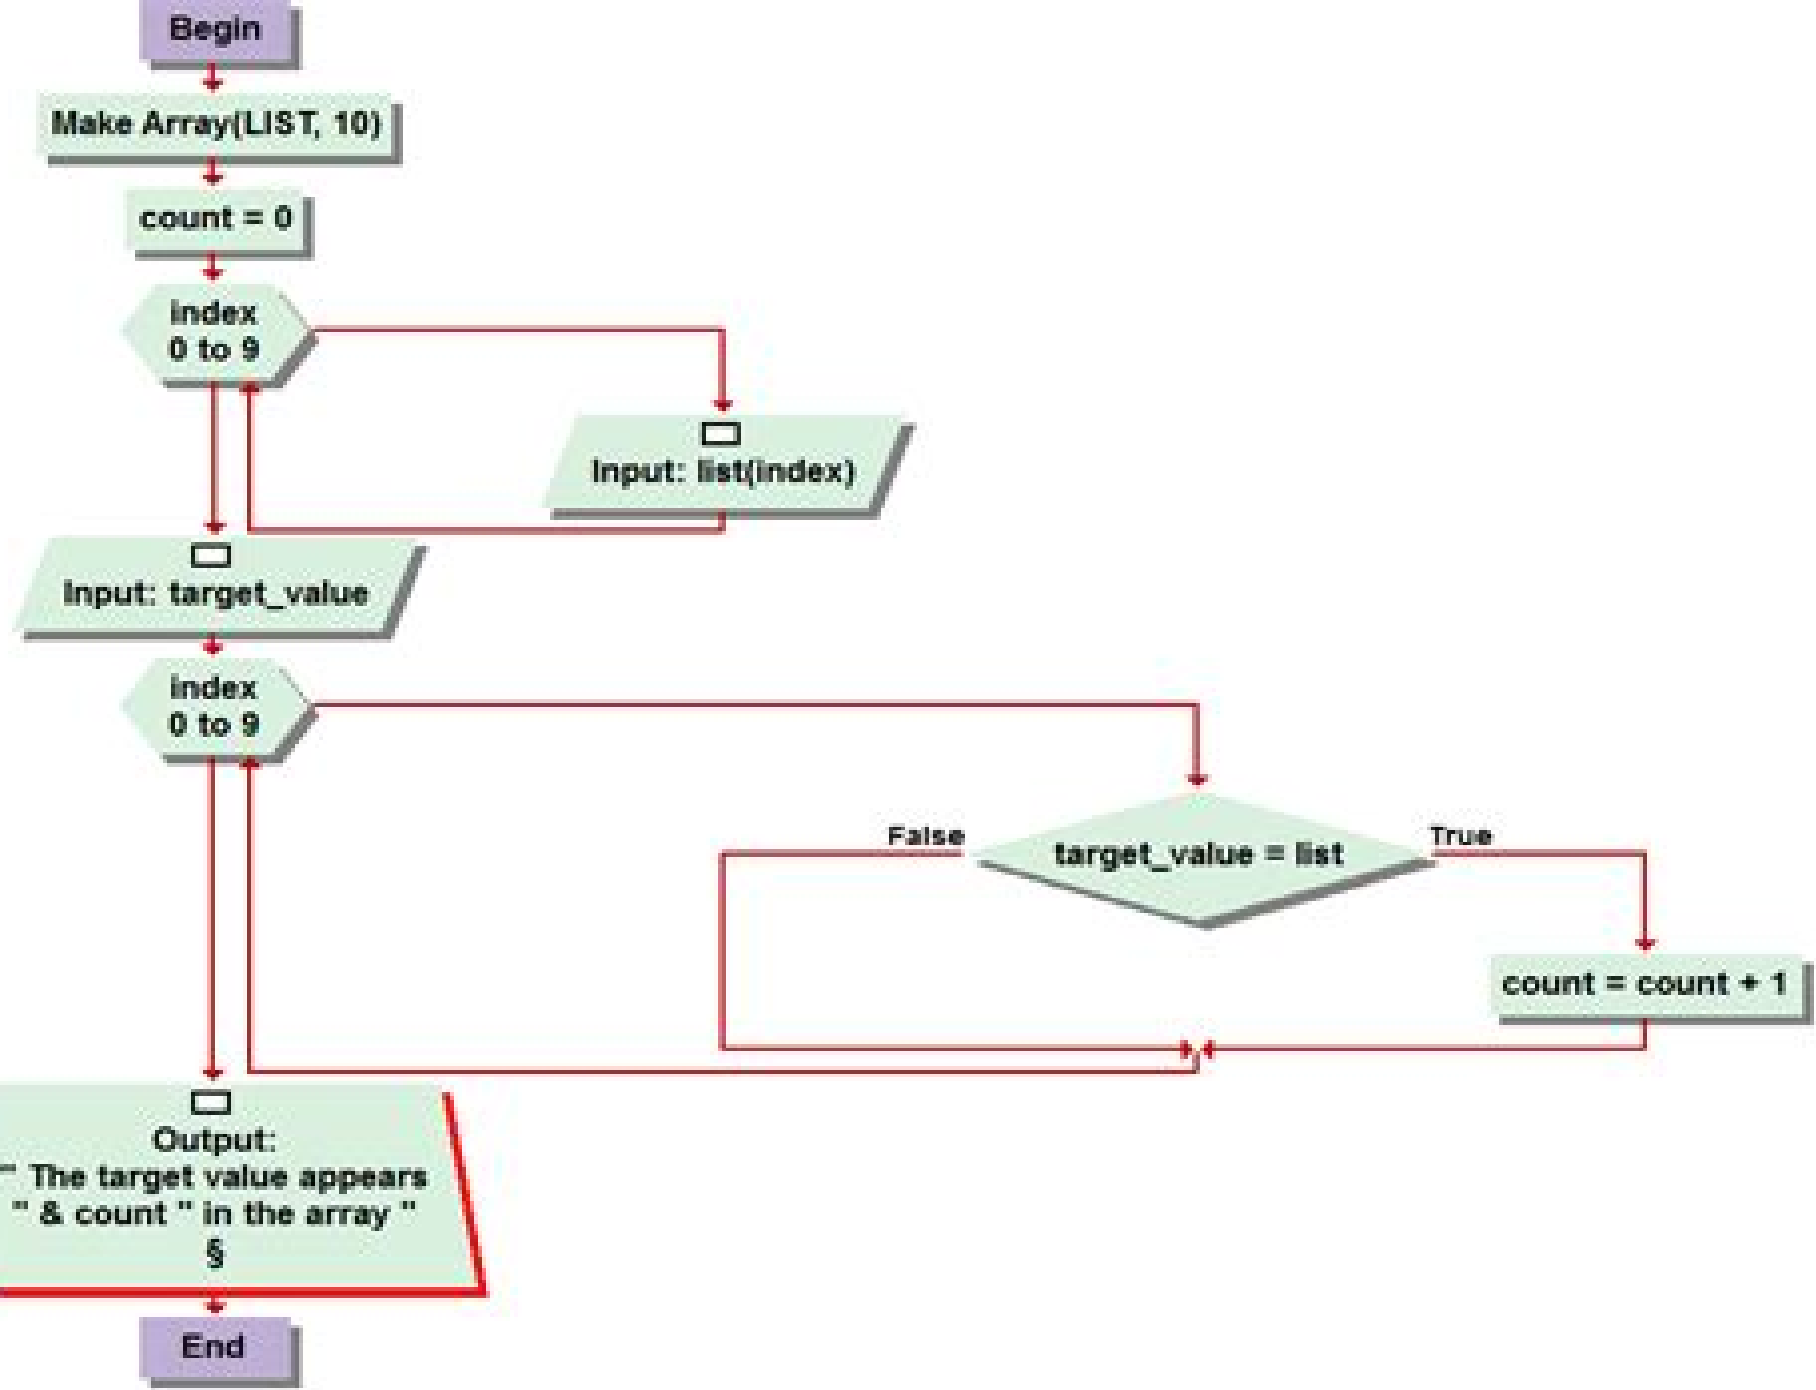 Begin
Make Array(LIST, 10)
count = 0
index
0 to 9
Input: list(index)
Input: target_value
index
0 to 9
False
target_value = list
True
count = count + 1
Output:
" The target value appears
" & count " in the array "
§
End